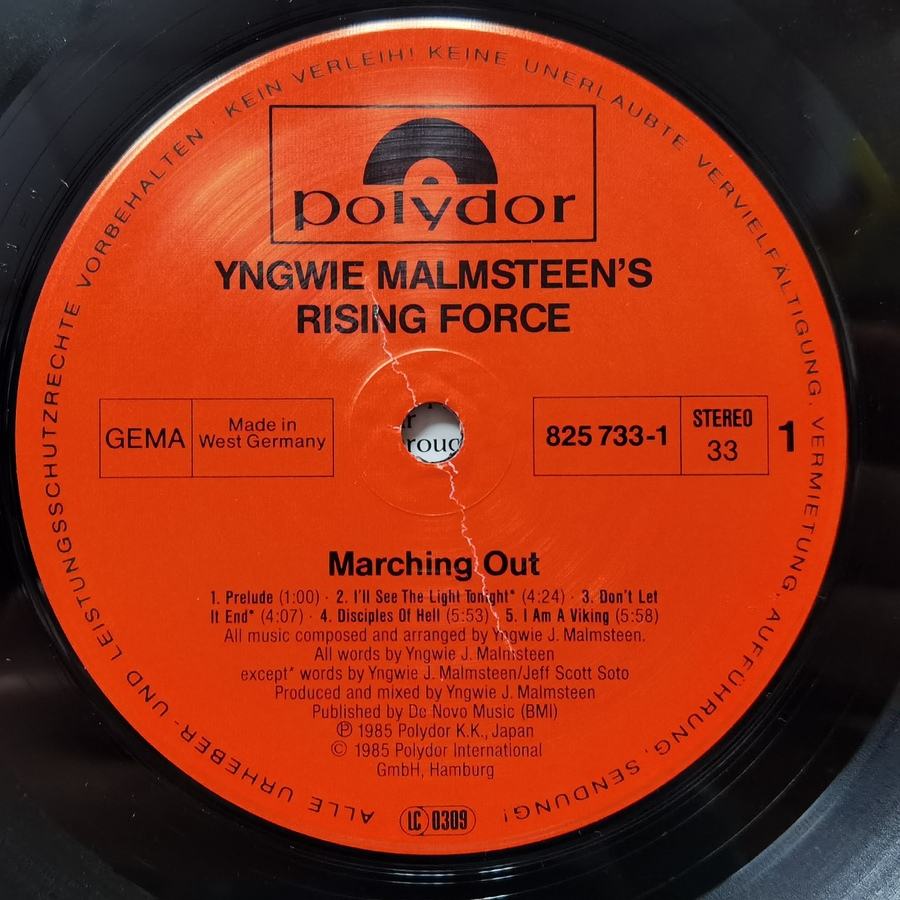 ALLE URHEBER- UND LEISTUNGSSCHUTZRECHTE VORBEHALTEN · KEIN VERLEIH! KEINE UNERLAUBTE VERVIELFÄLTIGUNG, VERMIETUNG, AUFFÜHRUNG, SENDUNG!
polydor
YNGWIE MALMSTEEN'S
RISING FORCE
GEMA
Made in
West Germany
825 733-1
STEREO
33
1
Marching Out
1. Prelude (1:00) · 2. I'll See The Light Tonight* (4:24) · 3. Don't Let
It End* (4:07) · 4. Disciples Of Hell (5:53) · 5. I Am A Viking (5:58)
All music composed and arranged by Yngwie J. Malmsteen.
All words by Yngwie J. Malmsteen
except* words by Yngwie J. Malmsteen/Jeff Scott Soto
Produced and mixed by Yngwie J. Malmsteen
Published by De Novo Music (BMI)
℗ 1985 Polydor K.K., Japan
© 1985 Polydor International
GmbH, Hamburg
LC 0309